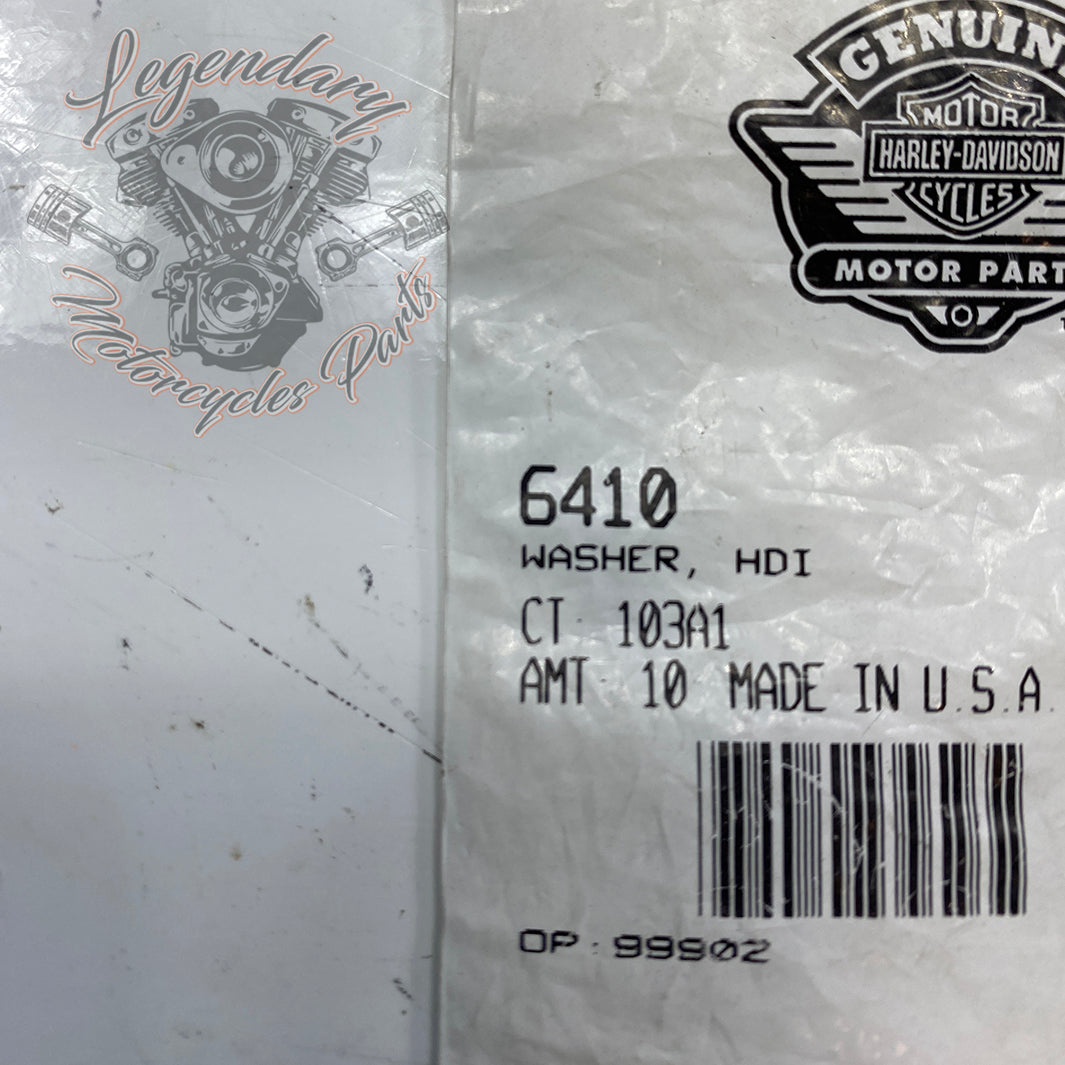 Legendary
Motorcycles Parts
GENUIN
MOTOR
HARLEY-DAVIDSON
CYCLES
MOTOR PART
6410
WASHER, HDI
CT 103A1
AMT 10 MADE IN U.S.A.
OP: 99902